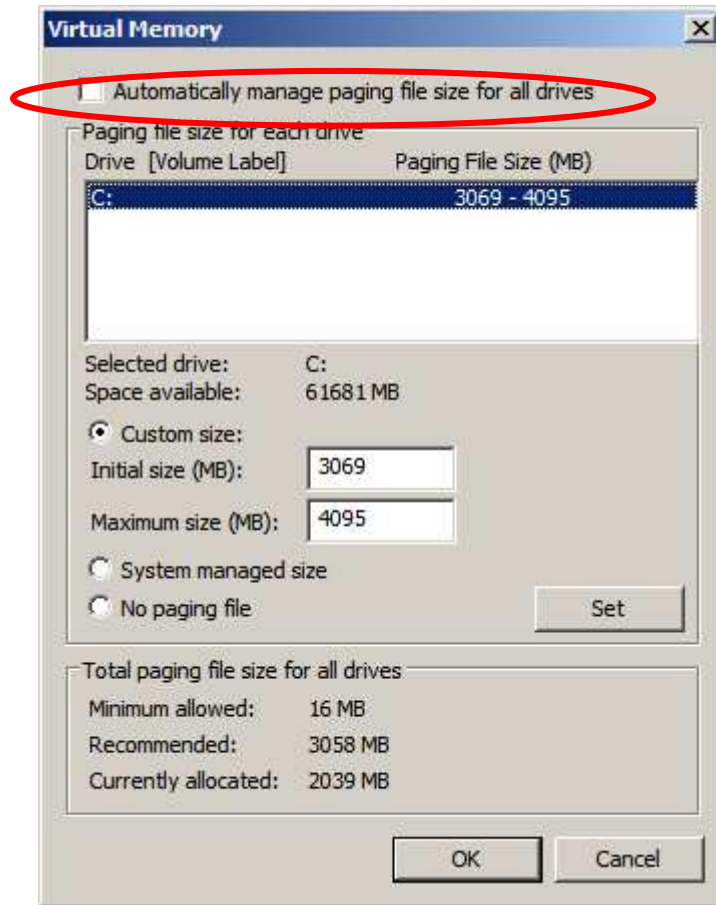 Virtual Memory
Automatically manage paging file size for all drives
Paging file size for each drive
Drive [Volume Label] Paging File Size (MB)
C: 3069 - 4095
Selected drive: C:
Space available: 61681 MB
Custom size:
Initial size (MB): 3069
Maximum size (MB): 4095
System managed size
No paging file Set
Total paging file size for all drives
Minimum allowed: 16 MB
Recommended: 3058 MB
Currently allocated: 2039 MB
OK Cancel